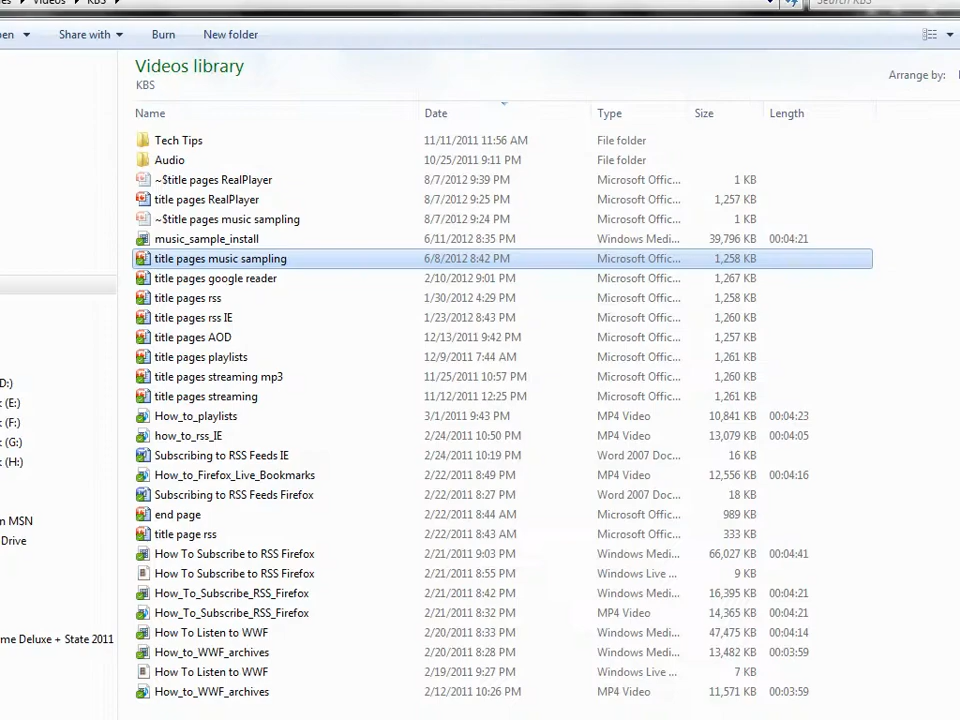 Videos KBS Search KBS
en Share with Burn New folder
Videos library
KBS Arrange by:
Name Date Type Size Length
Tech Tips 11/11/2011 11:56 AM File folder
Audio 10/25/2011 9:11 PM File folder
~$title pages RealPlayer 8/7/2012 9:39 PM Microsoft Offic... 1 KB
title pages RealPlayer 8/7/2012 9:25 PM Microsoft Offic... 1,257 KB
~$title pages music sampling 8/7/2012 9:24 PM Microsoft Offic... 1 KB
music_sample_install 6/11/2012 8:35 PM Windows Medi... 39,796 KB 00:04:21
title pages music sampling 6/8/2012 8:42 PM Microsoft Offic... 1,258 KB
title pages google reader 2/10/2012 9:01 PM Microsoft Offic... 1,267 KB
title pages rss 1/30/2012 4:29 PM Microsoft Offic... 1,258 KB
title pages rss IE 1/23/2012 8:43 PM Microsoft Offic... 1,260 KB
title pages AOD 12/13/2011 9:42 PM Microsoft Offic... 1,257 KB
title pages playlists 12/9/2011 7:44 AM Microsoft Offic... 1,261 KB
title pages streaming mp3 11/25/2011 10:57 PM Microsoft Offic... 1,260 KB
D:)
title pages streaming 11/12/2011 12:25 PM Microsoft Offic... 1,261 KB
(E:)
How_to_playlists 3/1/2011 9:43 PM MP4 Video 10,841 KB 00:04:23
(F:)
how_to_rss_IE 2/24/2011 10:50 PM MP4 Video 13,079 KB 00:04:05
(G:)
Subscribing to RSS Feeds IE 2/24/2011 10:19 PM Word 2007 Doc... 16 KB
(H:)
How_to_Firefox_Live_Bookmarks 2/22/2011 8:49 PM MP4 Video 12,556 KB 00:04:16
Subscribing to RSS Feeds Firefox 2/22/2011 8:27 PM Word 2007 Doc... 18 KB
end page 2/22/2011 8:44 AM Microsoft Offic... 989 KB
n MSN
title page rss 2/22/2011 8:43 AM Microsoft Offic... 333 KB
Drive
How To Subscribe to RSS Firefox 2/21/2011 9:03 PM Windows Medi... 66,027 KB 00:04:41
How To Subscribe to RSS Firefox 2/21/2011 8:55 PM Windows Live ... 9 KB
How_To_Subscribe_RSS_Firefox 2/21/2011 8:42 PM Windows Medi... 16,395 KB 00:04:21
How_To_Subscribe_RSS_Firefox 2/21/2011 8:32 PM MP4 Video 14,365 KB 00:04:21
How To Listen to WWF 2/20/2011 8:33 PM Windows Medi... 47,475 KB 00:04:14
me Deluxe + State 2011
How_to_WWF_archives 2/20/2011 8:28 PM Windows Medi... 13,482 KB 00:03:59
How To Listen to WWF 2/19/2011 9:27 PM Windows Live ... 7 KB
How_to_WWF_archives 2/12/2011 10:26 PM MP4 Video 11,571 KB 00:03:59